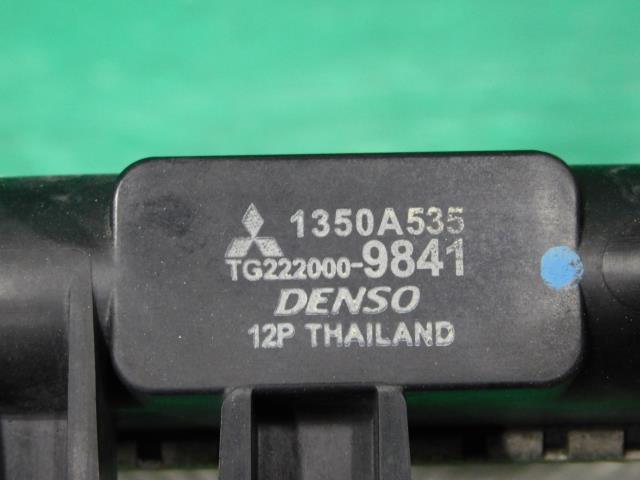 1350A535
TG222000-9841
DENSO
12P THAILAND